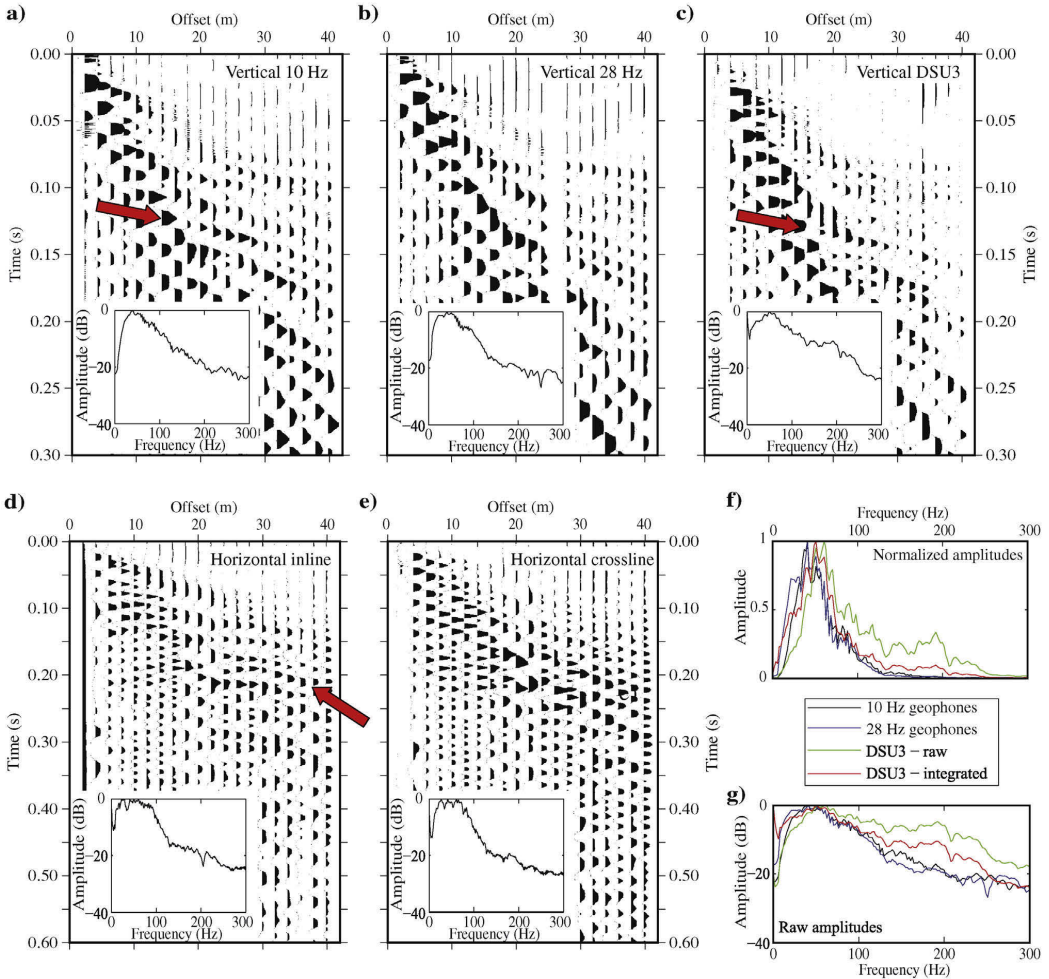 a)
Offset (m)
0 10 20 30 40
Vertical 10 Hz
0.00
0.05
0.10
0.15
0.20
0.25
0.30
Time (s)
Amplitude (dB)
0
−20
−40
0 100 200 300
Frequency (Hz)
b)
Offset (m)
0 10 20 30 40
Vertical 28 Hz
Amplitude (dB)
0
−20
−40
0 100 200 300
Frequency (Hz)
c)
Offset (m)
0 10 20 30 40
Vertical DSU3
0.00
0.05
0.10
0.15
0.20
0.25
0.30
Time (s)
Amplitude (dB)
0
−20
−40
0 100 200 300
Frequency (Hz)
d)
Offset (m)
0 10 20 30 40
Horizontal inline
0.00
0.10
0.20
0.30
0.40
0.50
0.60
Time (s)
Amplitude (dB)
0
−20
−40
0 100 200 300
Frequency (Hz)
e)
Offset (m)
0 10 20 30 40
Horizontal crossline
0.00
0.10
0.20
0.30
0.40
0.50
0.60
Time (s)
Amplitude (dB)
0
−20
−40
0 100 200 300
Frequency (Hz)
f)
Frequency (Hz)
0 100 200 300
Normalized amplitudes
Amplitude
1
0.5
0
10 Hz geophones
28 Hz geophones
DSU3 − raw
DSU3 − integrated
g)
Amplitude (dB)
0
−20
−40
Raw amplitudes
0 100 200 300
Frequency (Hz)